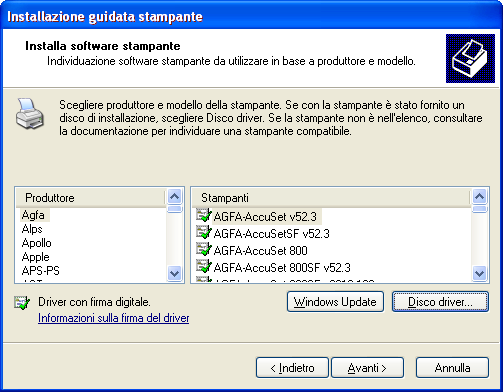 Installazione guidata stampante
Installa software stampante
Individuazione software stampante da utilizzare in base a produttore e modello.
Scegliere produttore e modello della stampante. Se con la stampante è stato fornito un
disco di installazione, scegliere Disco driver. Se la stampante non è nell'elenco, consultare
la documentazione per individuare una stampante compatibile.
Produttore
Agfa
Alps
Apollo
Apple
APS-PS
Stampanti
AGFA-AccuSet v52.3
AGFA-AccuSetSF v52.3
AGFA-AccuSet 800
AGFA-AccuSet 800SF v52.3
Driver con firma digitale.
Informazioni sulla firma del driver
Windows Update
Disco driver...
< Indietro
Avanti >
Annulla